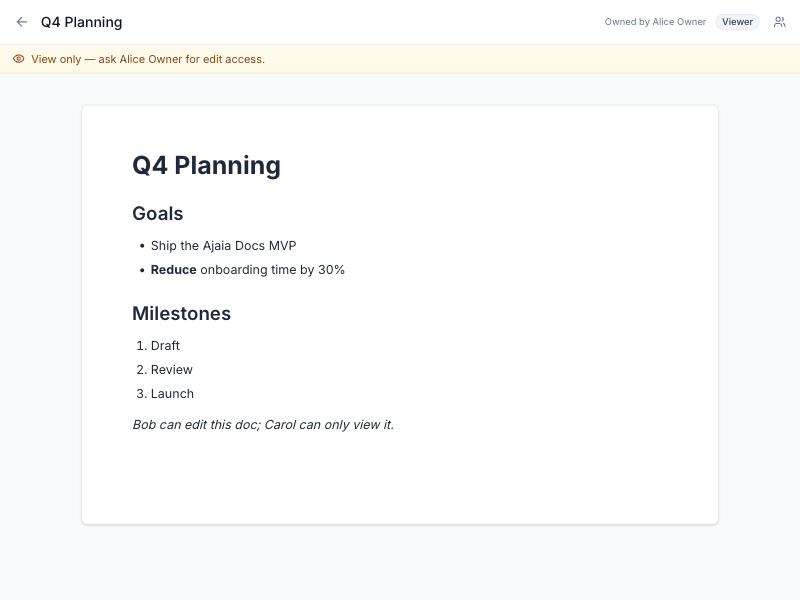 Q4 Planning
Owned by Alice Owner
Viewer
View only — ask Alice Owner for edit access.
Q4 Planning
Goals
• Ship the Ajaia Docs MVP
• Reduce onboarding time by 30%
Milestones
1. Draft
2. Review
3. Launch
Bob can edit this doc; Carol can only view it.